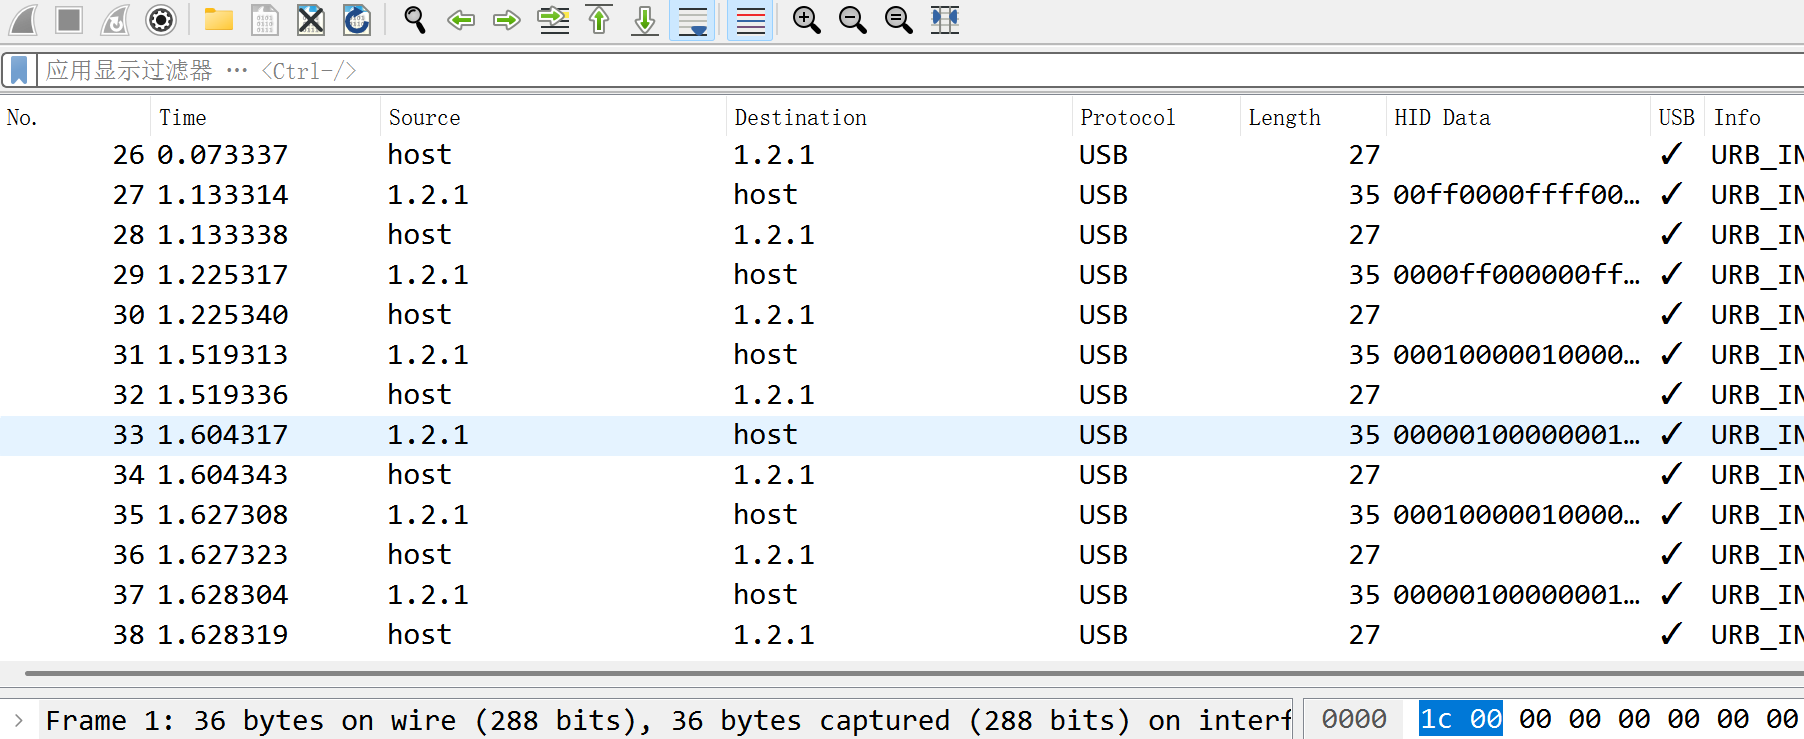 应用显示过滤器 … <Ctrl-/>
No. Time Source Destination Protocol Length HID Data USB Info
26 0.073337 host 1.2.1 USB 27 ✓ URB_IN
27 1.133314 1.2.1 host USB 35 00ff0000ffff00… ✓ URB_IN
28 1.133338 host 1.2.1 USB 27 ✓ URB_IN
29 1.225317 1.2.1 host USB 35 0000ff000000ff… ✓ URB_IN
30 1.225340 host 1.2.1 USB 27 ✓ URB_IN
31 1.519313 1.2.1 host USB 35 00010000010000… ✓ URB_IN
32 1.519336 host 1.2.1 USB 27 ✓ URB_IN
33 1.604317 1.2.1 host USB 35 00000100000001… ✓ URB_IN
34 1.604343 host 1.2.1 USB 27 ✓ URB_IN
35 1.627308 1.2.1 host USB 35 00010000010000… ✓ URB_IN
36 1.627323 host 1.2.1 USB 27 ✓ URB_IN
37 1.628304 1.2.1 host USB 35 00000100000001… ✓ URB_IN
38 1.628319 host 1.2.1 USB 27 ✓ URB_IN
Frame 1: 36 bytes on wire (288 bits), 36 bytes captured (288 bits) on interf
0000 1c 00 00 00 00 00 00 00